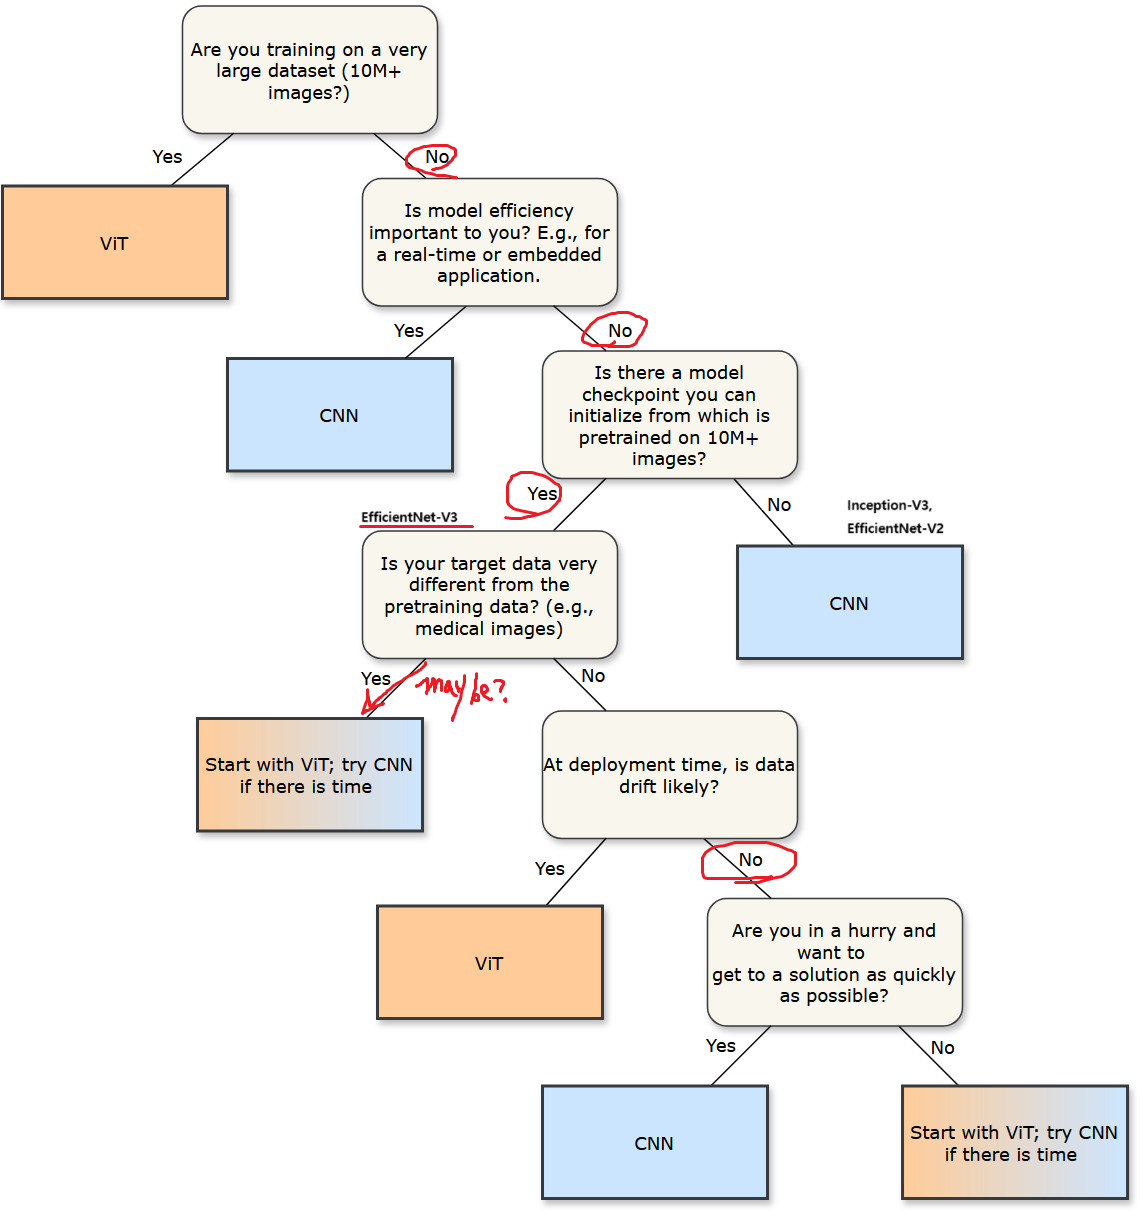 Are you training on a very
large dataset (10M+
images?)
Yes
No
ViT
Is model efficiency
important to you? E.g., for
a real-time or embedded
application.
Yes
No
CNN
Is there a model
checkpoint you can
initialize from which is
pretrained on 10M+
images?
Yes
No
EfficientNet-V3
Inception-V3,
EfficientNet-V2
CNN
Is your target data very
different from the
pretraining data? (e.g.,
medical images)
Yes
maybe?
No
Start with ViT; try CNN
if there is time
At deployment time, is data
drift likely?
Yes
No
ViT
Are you in a hurry and
want to
get to a solution as quickly
as possible?
Yes
No
CNN
Start with ViT; try CNN
if there is time